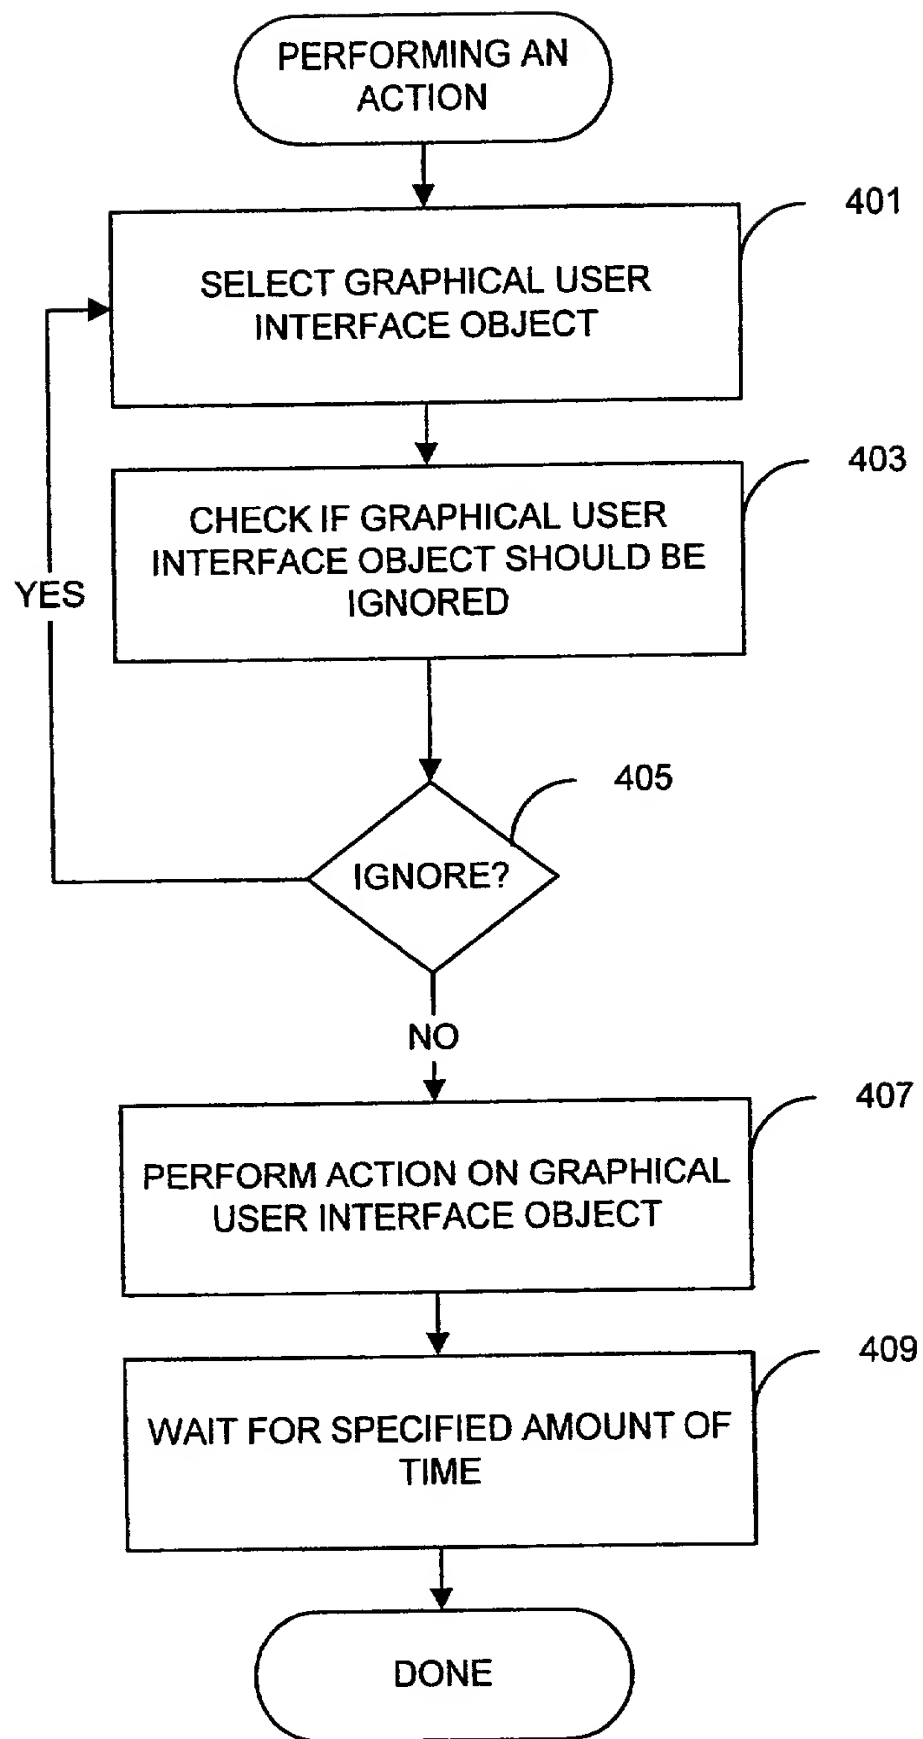 PERFORMING AN
ACTION
401
SELECT GRAPHICAL USER
INTERFACE OBJECT
403
CHECK IF GRAPHICAL USER
INTERFACE OBJECT SHOULD BE
IGNORED
YES
405
IGNORE?
NO
407
PERFORM ACTION ON GRAPHICAL
USER INTERFACE OBJECT
409
WAIT FOR SPECIFIED AMOUNT OF
TIME
DONE